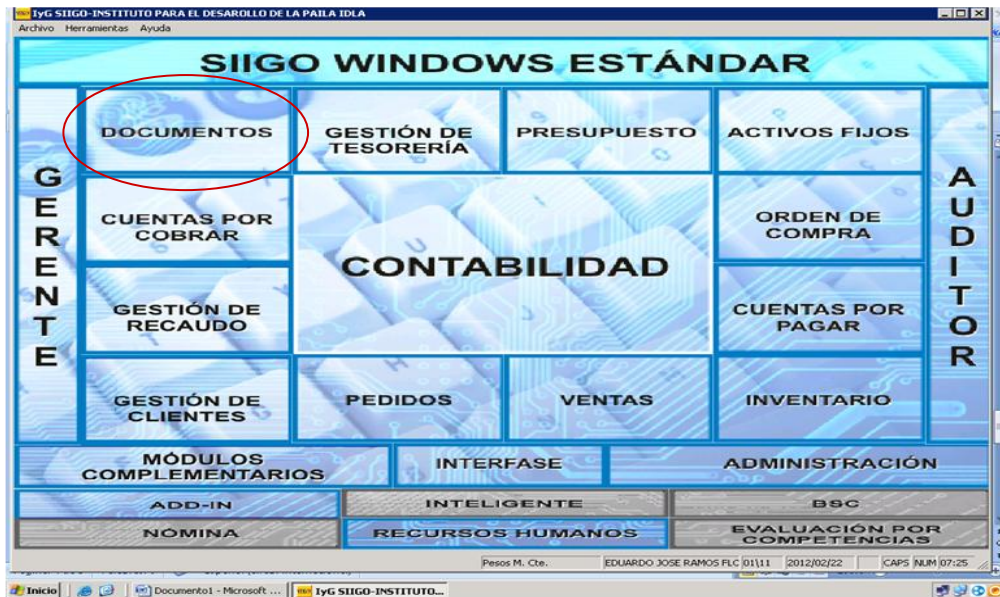 IyG SIIGO-INSTITUTO PARA EL DESAROLLO DE LA PAILA IDLA
Archivo Herramientas Ayuda
SIIGO WINDOWS ESTÁNDAR
GERENTE
DOCUMENTOS
GESTIÓN DE
TESORERÍA
PRESUPUESTO
ACTIVOS FIJOS
AUDITOR
CUENTAS POR
COBRAR
CONTABILIDAD
ORDEN DE
COMPRA
GESTIÓN DE
RECAUDO
CUENTAS POR
PAGAR
GESTIÓN DE
CLIENTES
PEDIDOS
VENTAS
INVENTARIO
MÓDULOS
COMPLEMENTARIOS
INTERFASE
ADMINISTRACIÓN
ADD-IN
INTELIGENTE
BSC
NÓMINA
RECURSOS HUMANOS
EVALUACIÓN POR
COMPETENCIAS
Pesos M. Cte. EDUARDO JOSE RAMOS FLC 01\11 2012/02/22 CAPS NUM 07:25
Inicio Documento1 - Microsoft ... IyG SIIGO-INSTITUTO...